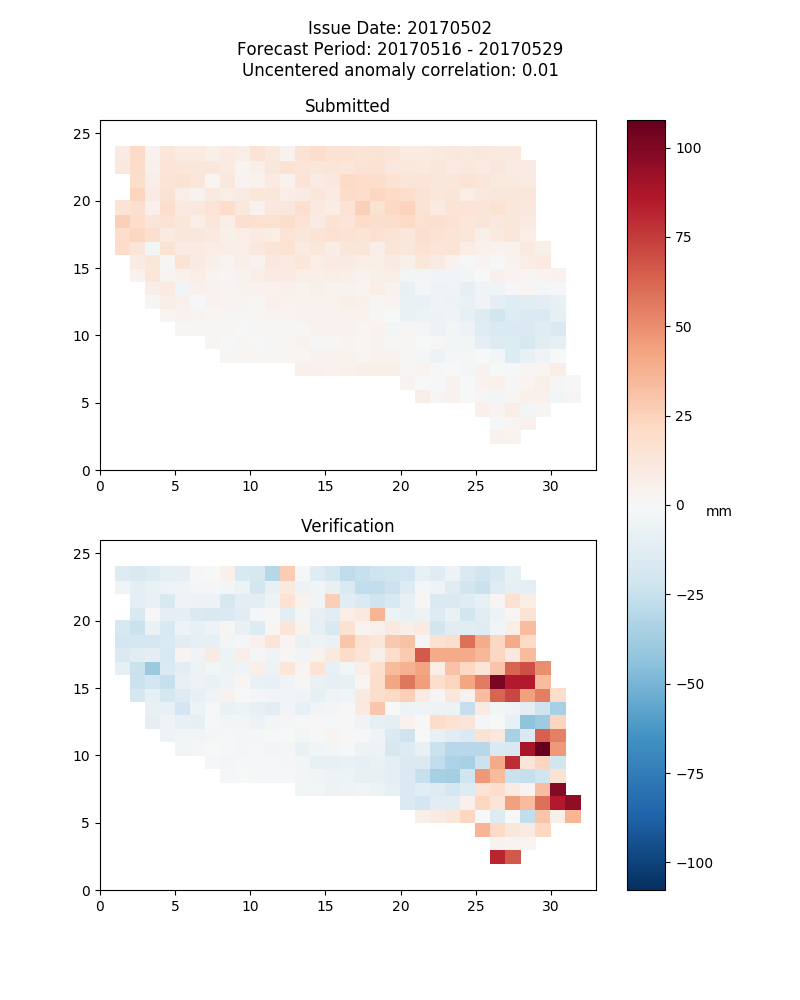 Issue Date: 20170502
Forecast Period: 20170516 - 20170529
Uncentered anomaly correlation: 0.01
Submitted
25
20
15
10
5
0
0 5 10 15 20 25 30
Verification
25
20
15
10
5
0
0 5 10 15 20 25 30
100
75
50
25
0
mm
−25
−50
−75
−100